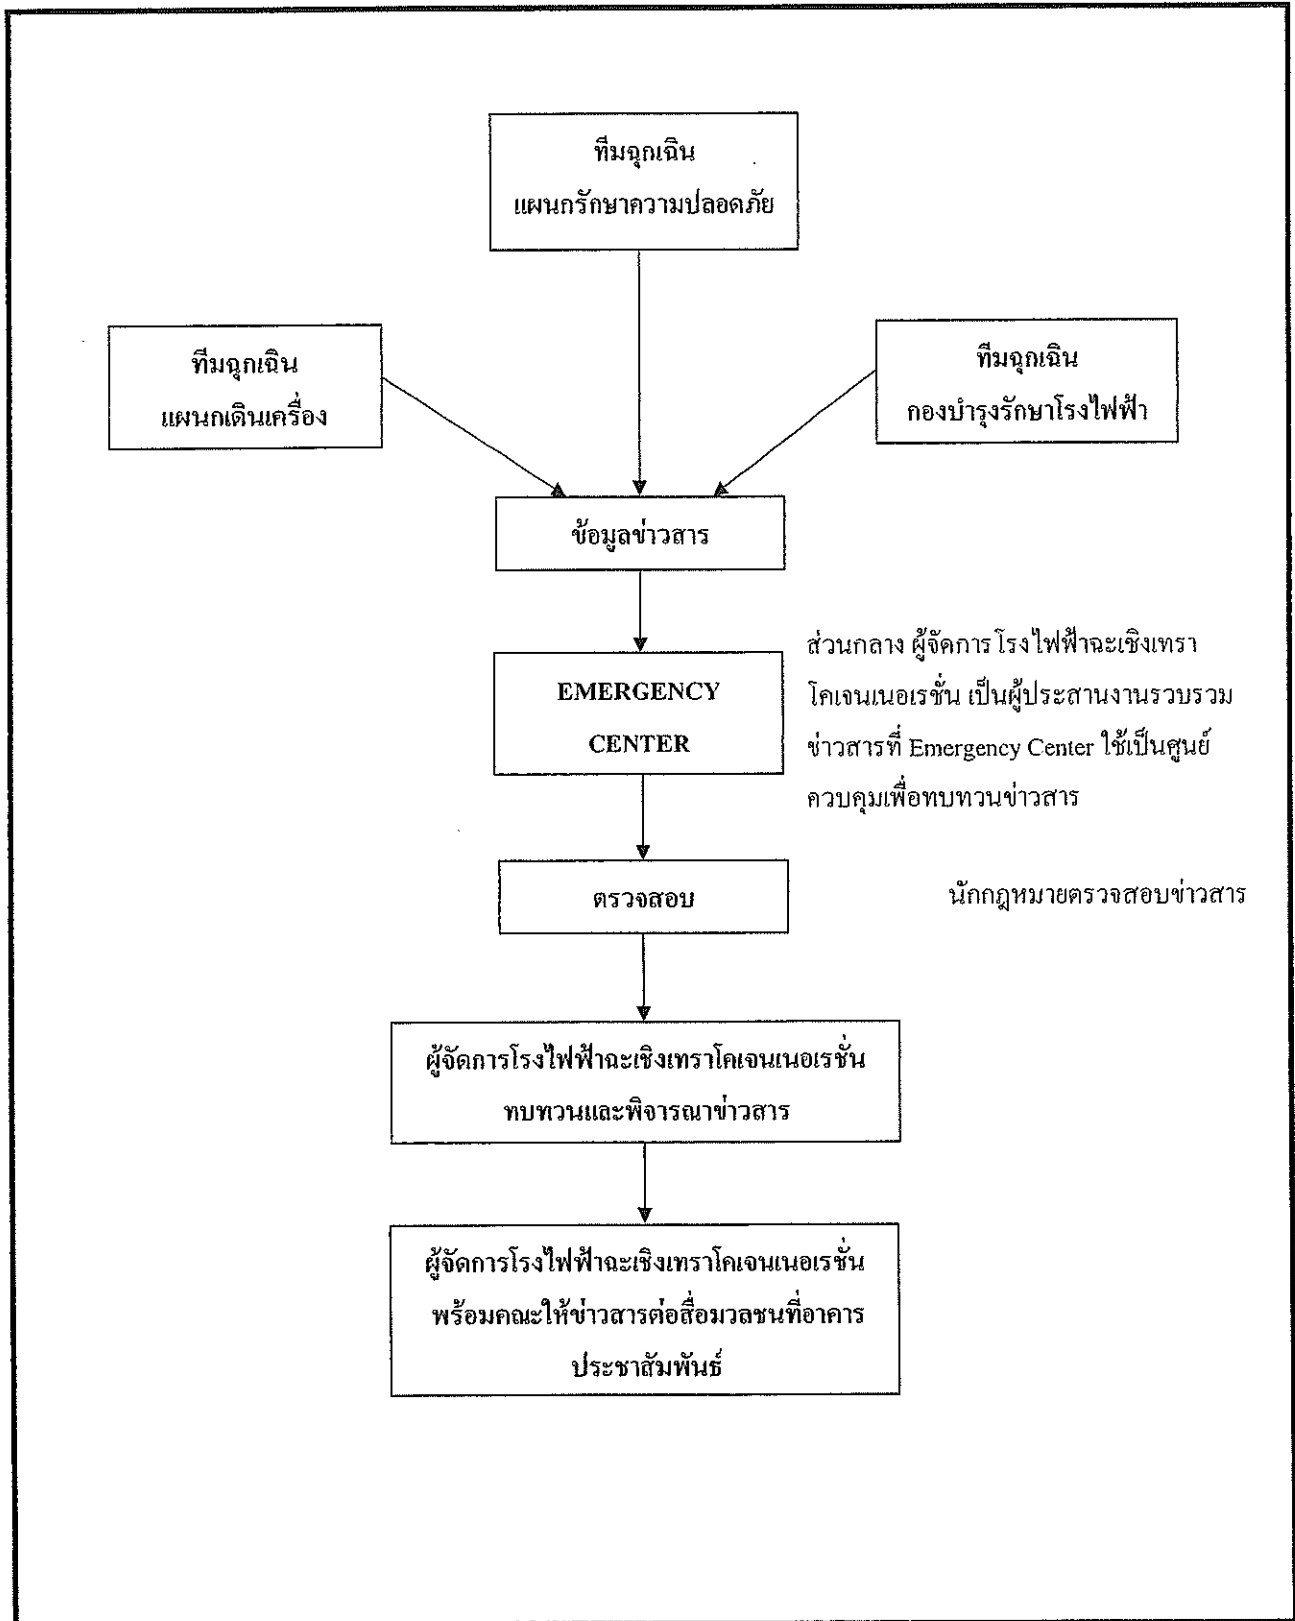 ทีมฉุกเฉิน
แผนกรักษาความปลอดภัย
ทีมฉุกเฉิน
แผนกเดินเครื่อง
ทีมฉุกเฉิน
กองบำรุงรักษาโรงไฟฟ้า
ข้อมูลข่าวสาร
EMERGENCY
CENTER
ส่วนกลาง ผู้จัดการโรงไฟฟ้าฉะเชิงเทรา
โคเจนเนอเรชั่น เป็นผู้ประสานงานรวบรวม
ข่าวสารที่ Emergency Center ใช้เป็นศูนย์
ควบคุมเพื่อทบทวนข่าวสาร
ตรวจสอบ
นักกฎหมายตรวจสอบข่าวสาร
ผู้จัดการโรงไฟฟ้าฉะเชิงเทราโคเจนเนอเรชั่น
ทบทวนและพิจารณาข่าวสาร
ผู้จัดการโรงไฟฟ้าฉะเชิงเทราโคเจนเนอเรชั่น
พร้อมคณะให้ข่าวสารต่อสื่อมวลชนที่อาคาร
ประชาสัมพันธ์